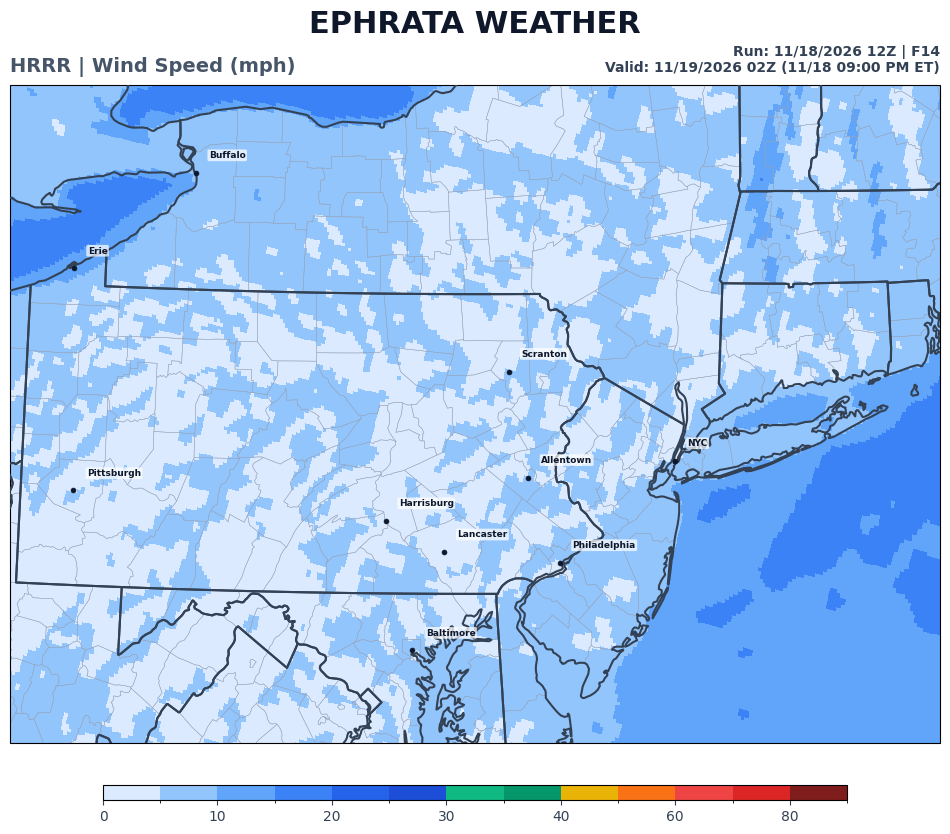 EPHRATA WEATHER
HRRR | Wind Speed (mph)
Run: 11/18/2026 12Z | F14
Valid: 11/19/2026 02Z (11/18 09:00 PM ET)
Buffalo
Erie
Scranton
NYC
Allentown
Pittsburgh
Harrisburg
Lancaster
Philadelphia
Baltimore
0 10 20 30 40 50 60 70 80